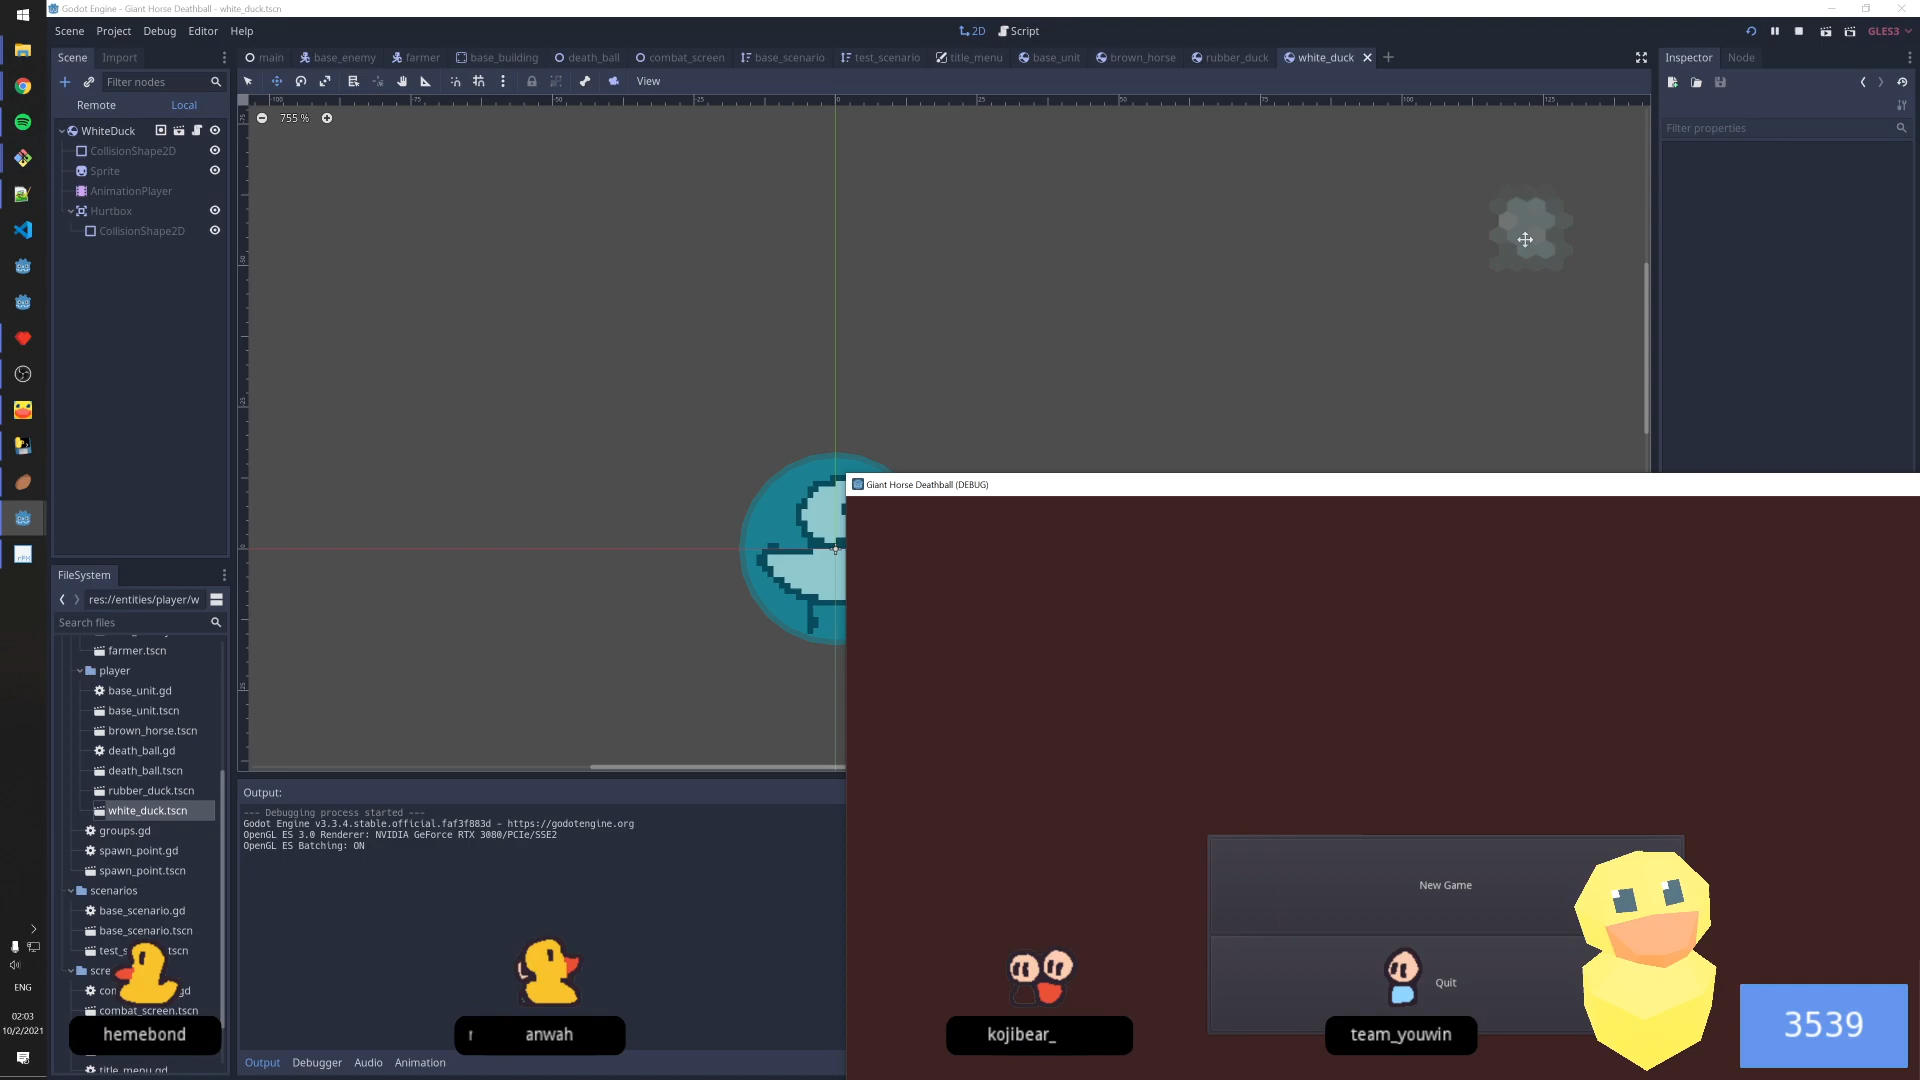 Godot Engine - Giant Horse Deathball - white_duck.tscn
Scene Project Debug Editor Help
2D Script
GLES3
Scene Import
main base_enemy farmer base_building death_ball combat_screen base_scenario test_scenario title_menu base_unit brown_horse rubber_duck white_duck
Inspector Node
Filter nodes
View
Remote Local
755 %
Filter properties
WhiteDuck
CollisionShape2D
Sprite
AnimationPlayer
Hurtbox
CollisionShape2D
Giant Horse Deathball (DEBUG)
FileSystem
res://entities/player/w
Search files
farmer.tscn
player
base_unit.gd
base_unit.tscn
brown_horse.tscn
death_ball.gd
death_ball.tscn
rubber_duck.tscn
white_duck.tscn
groups.gd
spawn_point.gd
spawn_point.tscn
scenarios
base_scenario.gd
base_scenario.tscn
combat_screen.tscn
title_menu.gd
Output:
--- Debugging process started ---
Godot Engine v3.3.4.stable.official.faf3f883d - https://godotengine.org
OpenGL ES 3.0 Renderer: NVIDIA GeForce RTX 3080/PCIe/SSE2
OpenGL ES Batching: ON
Output Debugger Audio Animation
New Game
Quit
hemebond
anwah
kojibear_
team_youwin
3539
ENG
02:03
10/2/2021